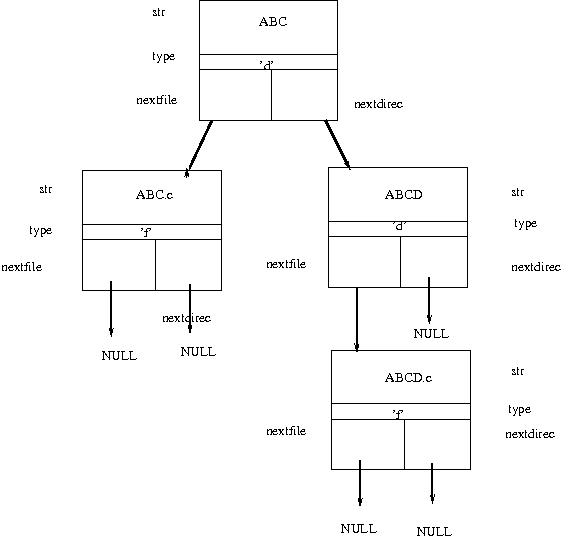 str
ABC
type
'd'
nextfile
nextdirec
str
ABC.c
type
'f'
nextfile
nextdirec
NULL
NULL
ABCD
str
'd'
type
nextfile
nextdirec
NULL
ABCD.c
str
'f'
type
nextfile
nextdirec
NULL
NULL